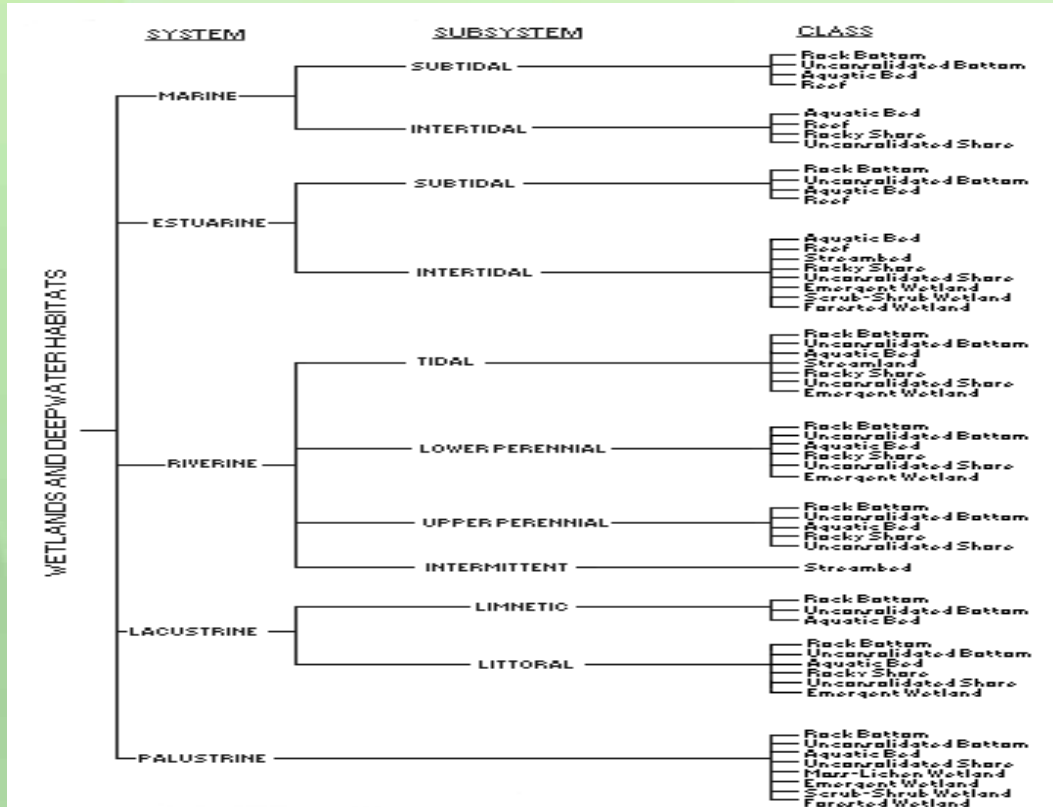 SYSTEM SUBSYSTEM CLASS
WETLANDS AND DEEPWATER HABITATS
MARINE
SUBTIDAL
Rock Bottom
Unconsolidated Bottom
Aquatic Bed
Reef
INTERTIDAL
Aquatic Bed
Reef
Rocky Shore
Unconsolidated Shore
ESTUARINE
SUBTIDAL
Rock Bottom
Unconsolidated Bottom
Aquatic Bed
Reef
INTERTIDAL
Aquatic Bed
Reef
Streambed
Rocky Shore
Unconsolidated Shore
Emergent Wetland
Scrub-Shrub Wetland
Forested Wetland
RIVERINE
TIDAL
Rock Bottom
Unconsolidated Bottom
Aquatic Bed
Streamland
Rocky Shore
Unconsolidated Shore
Emergent Wetland
LOWER PERENNIAL
Rock Bottom
Unconsolidated Bottom
Aquatic Bed
Rocky Shore
Unconsolidated Shore
Emergent Wetland
UPPER PERENNIAL
Rock Bottom
Unconsolidated Bottom
Aquatic Bed
Rocky Shore
Unconsolidated Shore
INTERMITTENT
Streambed
LACUSTRINE
LIMNETIC
Rock Bottom
Unconsolidated Bottom
Aquatic Bed
LITTORAL
Rock Bottom
Unconsolidated Bottom
Aquatic Bed
Rocky Shore
Unconsolidated Shore
Emergent Wetland
PALUSTRINE
Rock Bottom
Unconsolidated Bottom
Aquatic Bed
Unconsolidated Shore
Moss-Lichen Wetland
Emergent Wetland
Scrub-Shrub Wetland
Forested Wetland